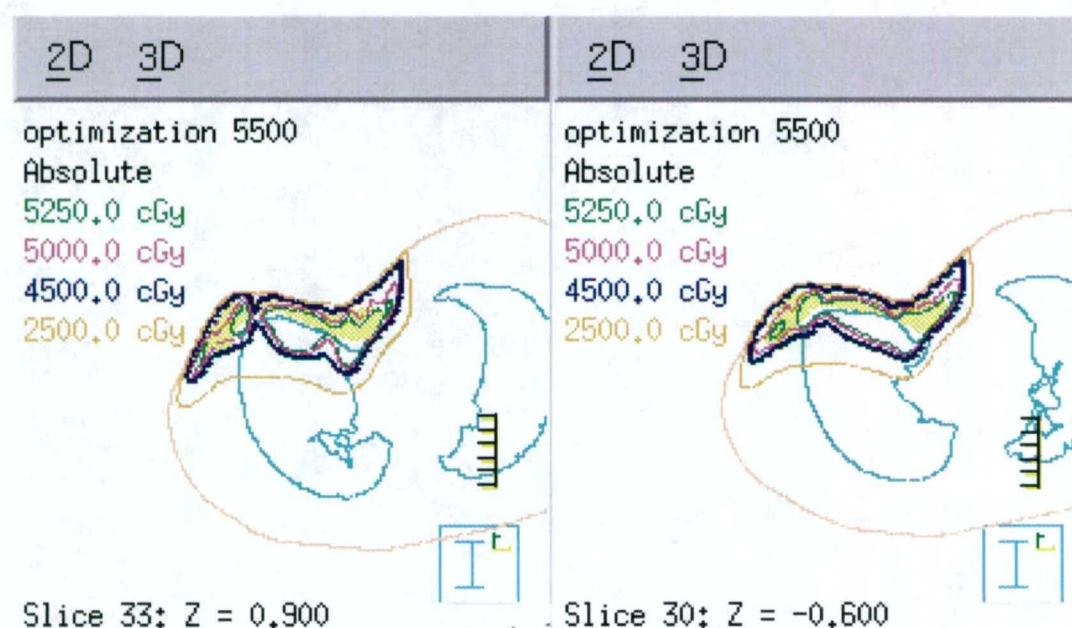 2D 3D
optimization 5500
Absolute
5250.0 cGy
5000.0 cGy
4500.0 cGy
2500.0 cGy
Slice 33: Z = 0.900
2D 3D
optimization 5500
Absolute
5250.0 cGy
5000.0 cGy
4500.0 cGy
2500.0 cGy
Slice 30: Z = -0.600